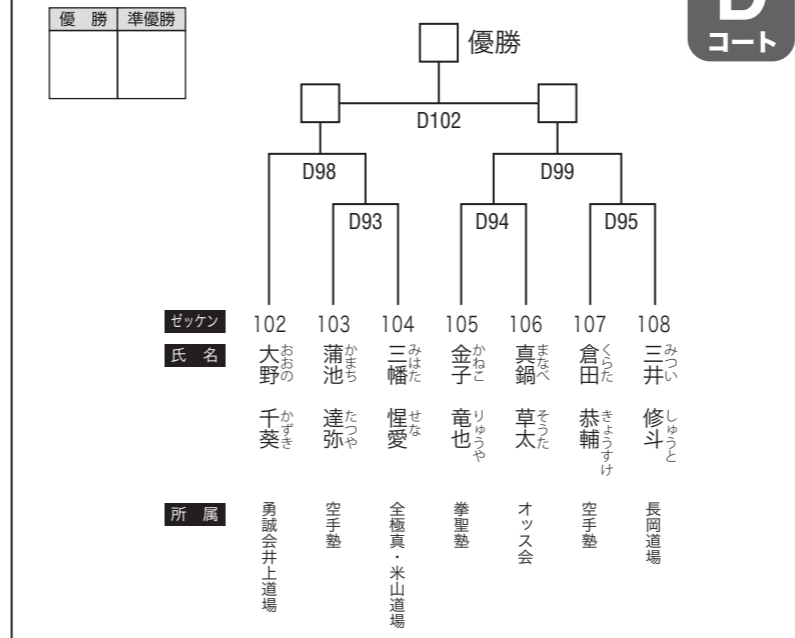 D
コート
優 勝 準優勝
優勝
D102
D98 D99
D93 D94 D95
ゼッケン 102 103 104 105 106 107 108
氏 名
大野 千葵
おおの かずき
蒲池 達弥
かまち たつや
三幡 惺愛
みはた せな
金子 竜也
かねこ りゅうや
真鍋 草太
まなべ そうた
倉田 恭輔
くらた きょうすけ
三井 修斗
みつい しゅうと
所 属
勇誠会井上道場
空手塾
全極真・米山道場
拳聖塾
オッス会
空手塾
長岡道場